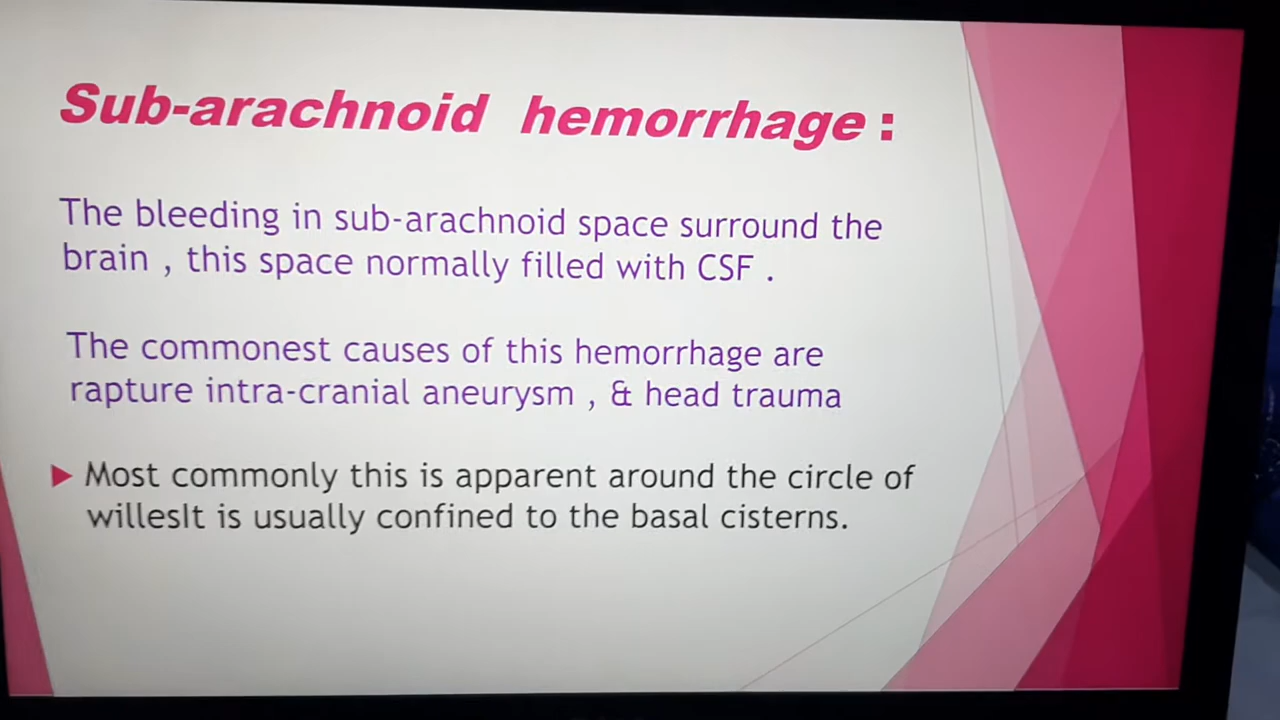 Sub-arachnoid hemorrhage :
The bleeding in sub-arachnoid space surround the
brain , this space normally filled with CSF .
The commonest causes of this hemorrhage are
rapture intra-cranial aneurysm , & head trauma
Most commonly this is apparent around the circle of
willesIt is usually confined to the basal cisterns.